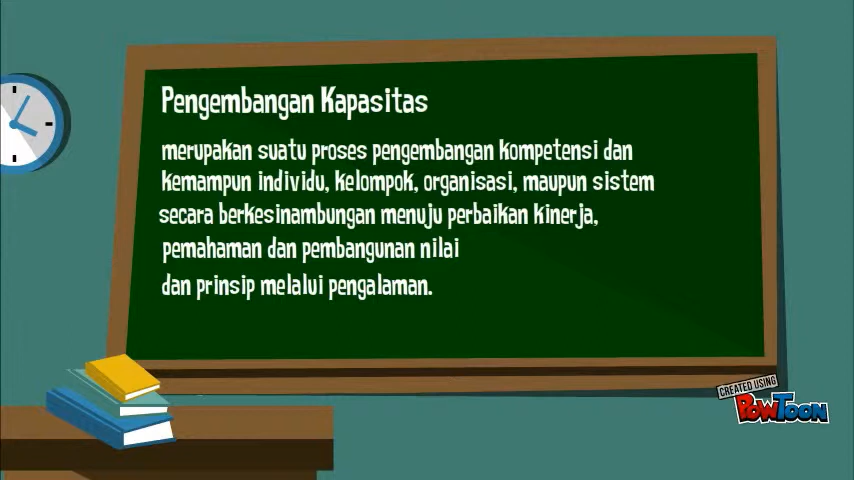 Pengembangan Kapasitas
merupakan suatu proses pengembangan kompetensi dan
kemampun individu, kelompok, organisasi, maupun sistem
secara berkesinambungan menuju perbaikan kinerja,
pemahaman dan pembangunan nilai
dan prinsip melalui pengalaman.
CREATED USING
POWTOON